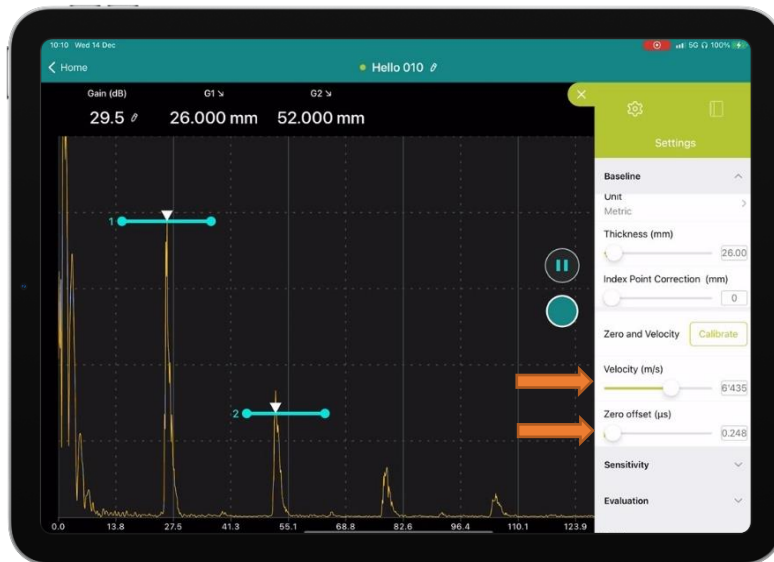 10:10 Wed 14 Dec
5G 100%
Home
Hello 010
Gain (dB) G1 G2
29.5 26.000 mm 52.000 mm
Settings
Baseline
Unit
Metric
Thickness (mm)
26.00
Index Point Correction (mm)
0
Zero and Velocity Calibrate
Velocity (m/s)
6'435
Zero offset (µs)
0.248
Sensitivity
Evaluation
1
2
0.0 13.8 27.5 41.3 55.1 68.8 82.6 96.4 110.1 123.9